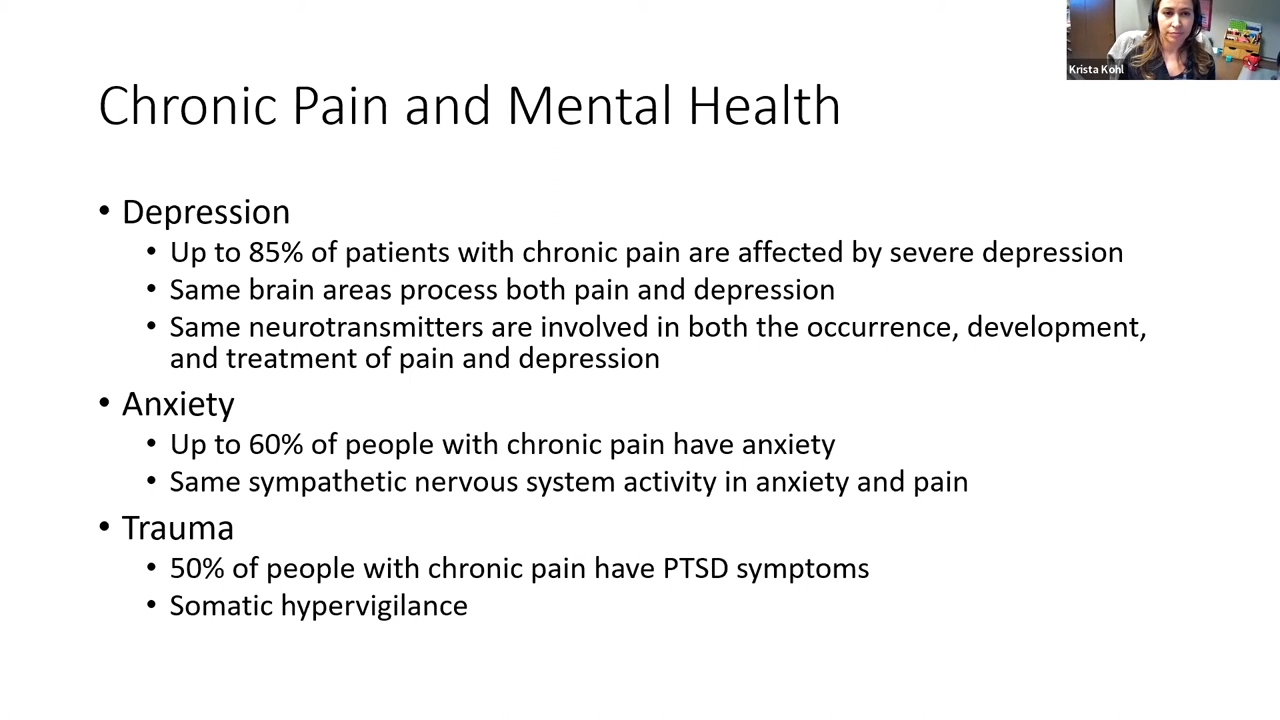 Krista Kohl
Chronic Pain and Mental Health
• Depression
• Up to 85% of patients with chronic pain are affected by severe depression
• Same brain areas process both pain and depression
• Same neurotransmitters are involved in both the occurrence, development,
and treatment of pain and depression
• Anxiety
• Up to 60% of people with chronic pain have anxiety
• Same sympathetic nervous system activity in anxiety and pain
• Trauma
• 50% of people with chronic pain have PTSD symptoms
• Somatic hypervigilance